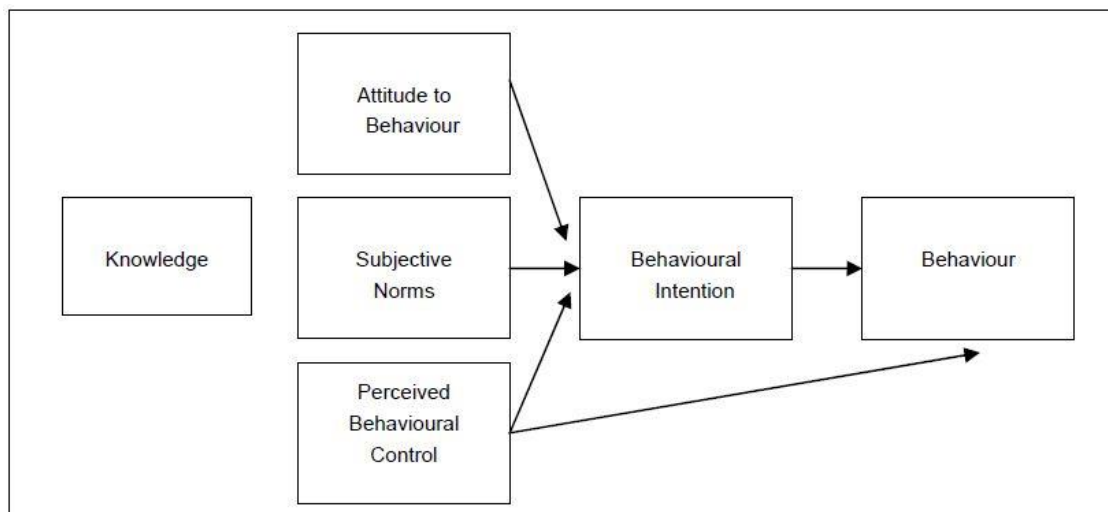 Attitude to
Behaviour
Knowledge
Subjective
Norms
Behavioural
Intention
Behaviour
Perceived
Behavioural
Control